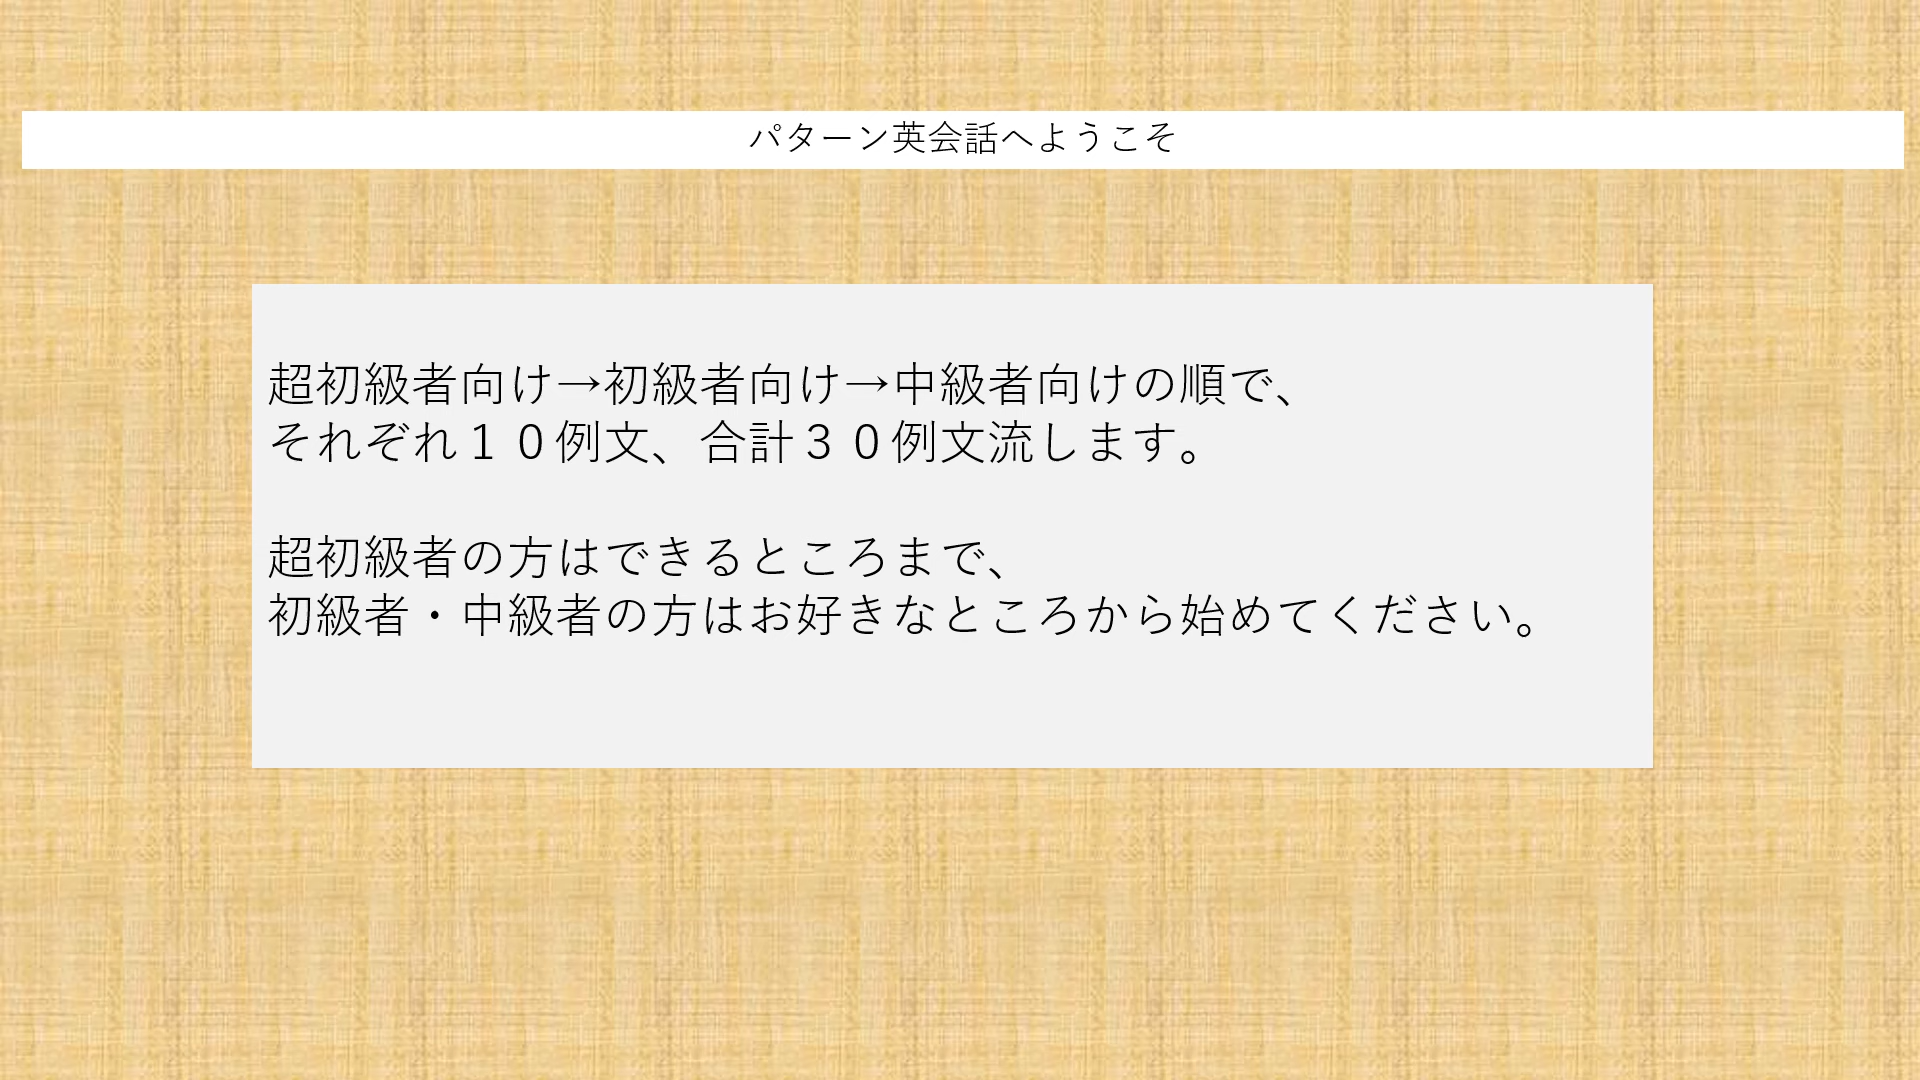 パターン英会話へようこそ
超初級者向け→初級者向け→中級者向けの順で、
それぞれ１０例文、合計３０例文流します。
超初級者の方はできるところまで、
初級者・中級者の方はお好きなところから始めてください。